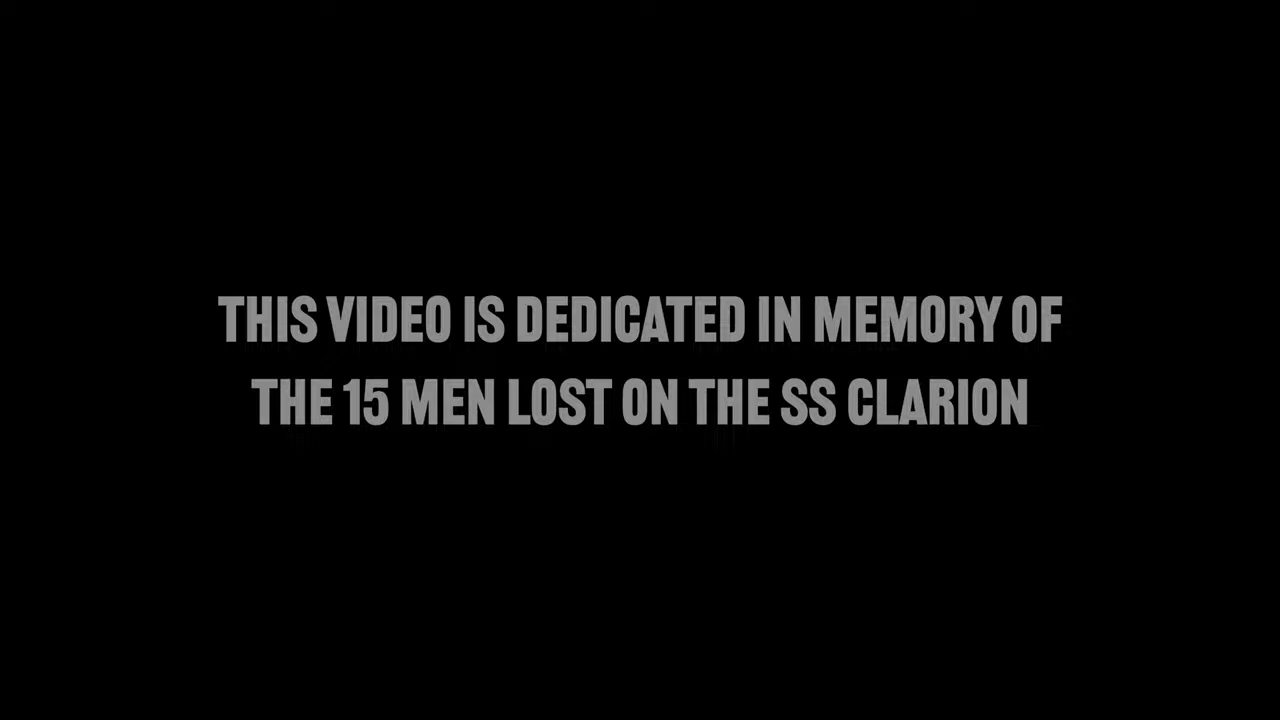 THIS VIDEO IS DEDICATED IN MEMORY OF
THE 15 MEN LOST ON THE SS CLARION